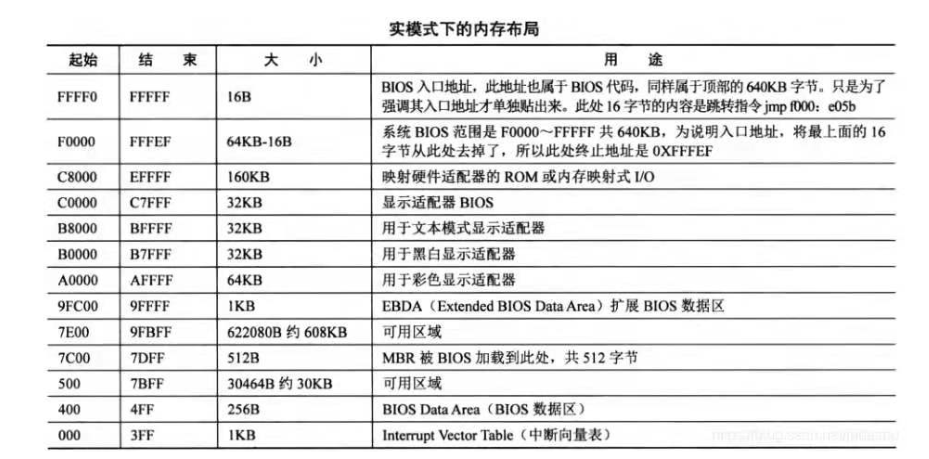 实模式下的内存布局
起始 结 束 大 小 用 途
FFFF0 FFFFF 16B BIOS 入口地址，此地址也属于 BIOS 代码，同样属于顶部的 640KB 字节。只是为了
强调其入口地址才单独贴出来。此处 16 字节的内容是跳转指令 jmp f000：e05b
F0000 FFFEF 64KB-16B 系统 BIOS 范围是 F0000～FFFFF 共 640KB，为说明入口地址，将最上面的 16
字节从此处去掉了，所以此处终止地址是 0XFFFEF
C8000 EFFFF 160KB 映射硬件适配器的 ROM 或内存映射式 I/O
C0000 C7FFF 32KB 显示适配器 BIOS
B8000 BFFFF 32KB 用于文本模式显示适配器
B0000 B7FFF 32KB 用于黑白显示适配器
A0000 AFFFF 64KB 用于彩色显示适配器
9FC00 9FFFF 1KB EBDA（Extended BIOS Data Area）扩展 BIOS 数据区
7E00 9FBFF 622080B 约 608KB 可用区域
7C00 7DFF 512B MBR 被 BIOS 加载到此处，共 512 字节
500 7BFF 30464B 约 30KB 可用区域
400 4FF 256B BIOS Data Area（BIOS 数据区）
000 3FF 1KB Interrupt Vector Table（中断向量表）